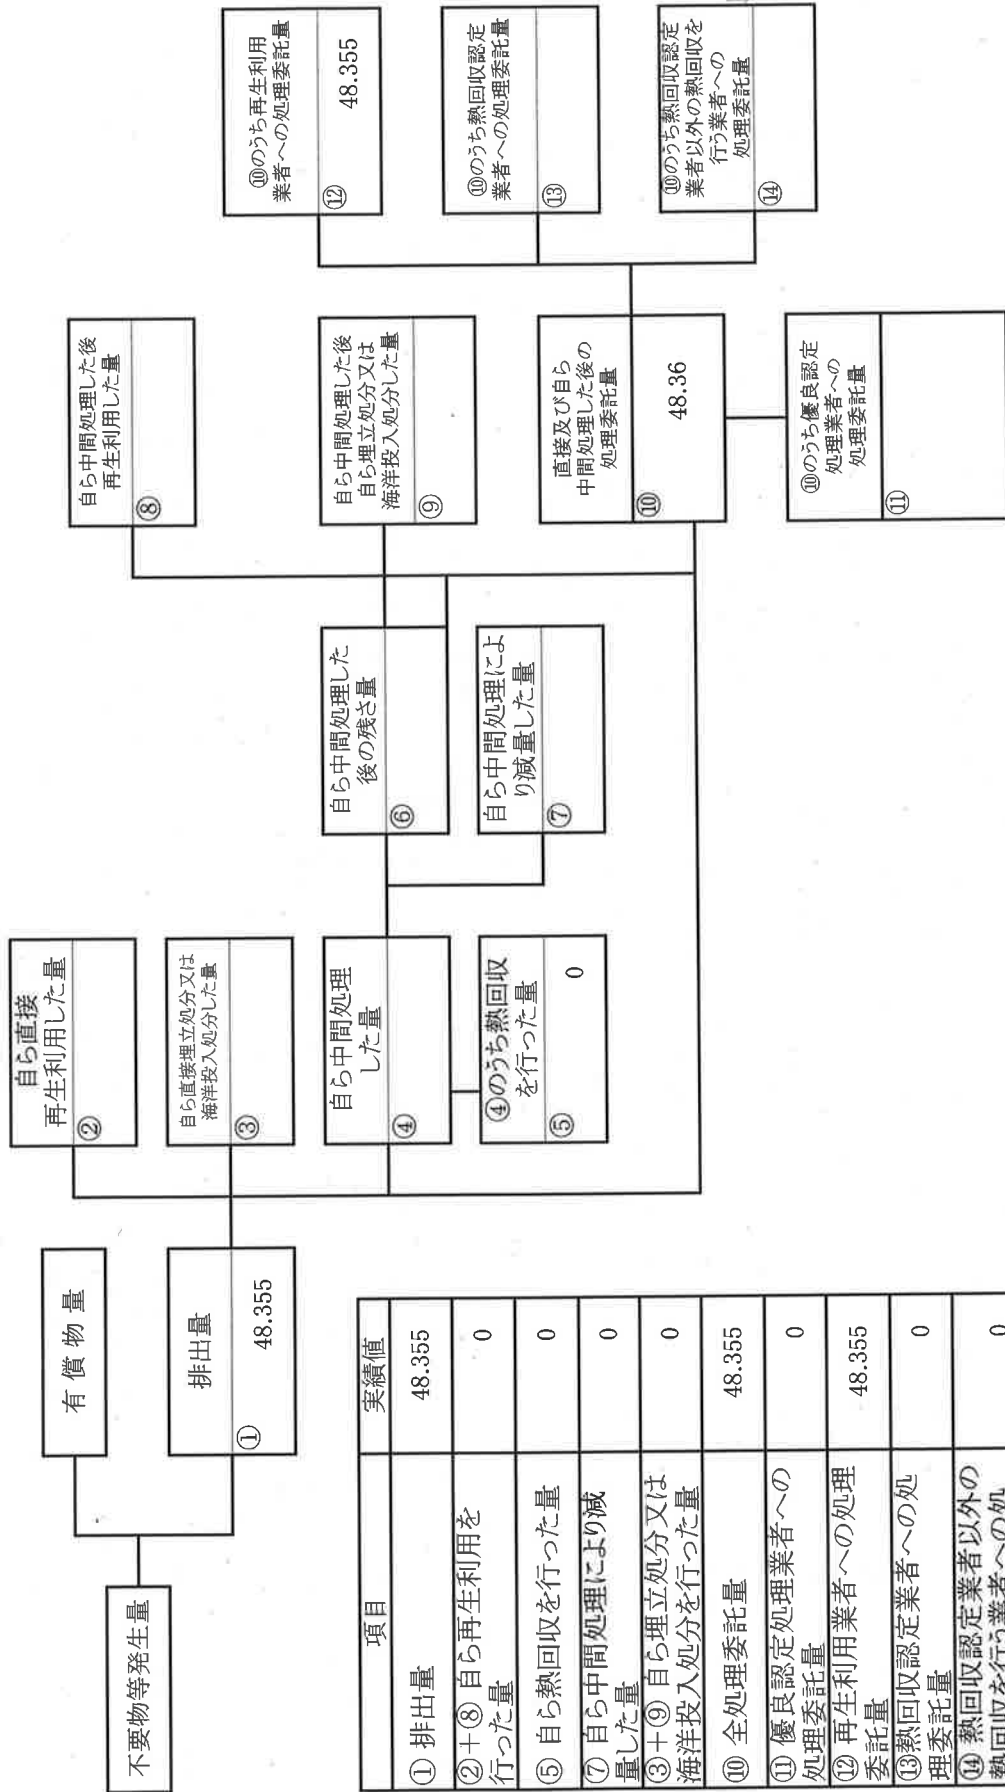 不要物等発生量
有償物量
排出量
①
48.355
自ら直接
再生利用した量
②
自ら直接埋立処分又は
海洋投入処分した量
③
自ら中間処理
した量
④
④のうち熱回収
を行った量
⑤
0
自ら中間処理した
後の残さ量
⑥
自ら中間処理によ
り減量した量
⑦
自ら中間処理した後
再生利用した量
⑧
自ら中間処理した後
自ら埋立処分又は
海洋投入処分した量
⑨
直接及び自ら
中間処理した後の
処理委託量
⑩
48.36
⑩のうち優良認定
処理業者への
処理委託量
⑪
⑩のうち再生利用
業者への処理委託量
⑫
48.355
⑩のうち熱回収認定
業者への処理委託量
⑬
⑩のうち熱回収認定
業者以外の熱回収を
行う業者への
処理委託量
⑭
項目 実績値
① 排出量 48.355
②+⑧ 自ら再生利用を
行った量 0
⑤ 自ら熱回収を行った量 0
⑦ 自ら中間処理により減
量した量 0
③+⑨ 自ら埋立処分又は
海洋投入処分を行った量 0
⑩ 全処理委託量 48.355
⑪ 優良認定処理業者への
処理委託量 0
⑫ 再生利用業者への処理
委託量 48.355
⑬熱回収認定業者への処
理委託量 0
⑭ 熱回収認定業者以外の
熱回収を行う業者への処 0